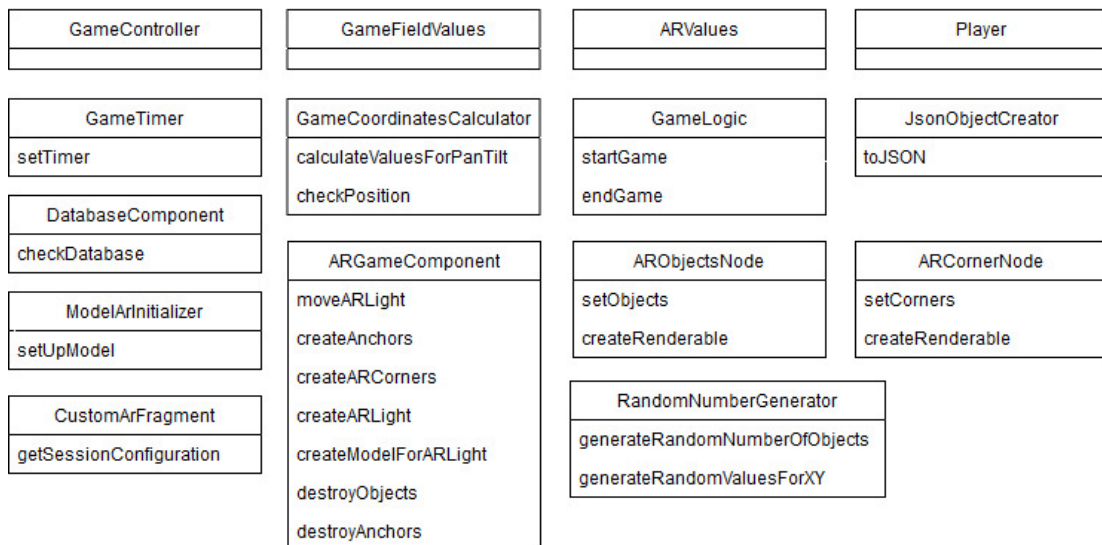 GameController
GameFieldValues
ARValues
Player
GameTimer
setTimer
GameCoordinatesCalculator
calculateValuesForPanTilt
checkPosition
GameLogic
startGame
endGame
JsonObjectCreator
toJSON
DatabaseComponent
checkDatabase
ARGameComponent
moveARLight
createAnchors
createARCorners
createARLight
createModelForARLight
destroyObjects
destroyAnchors
ARObjectsNode
setObjects
createRenderable
ARCornerNode
setCorners
createRenderable
ModelArInitializer
setUpModel
CustomArFragment
getSessionConfiguration
RandomNumberGenerator
generateRandomNumberOfObjects
generateRandomValuesForXY